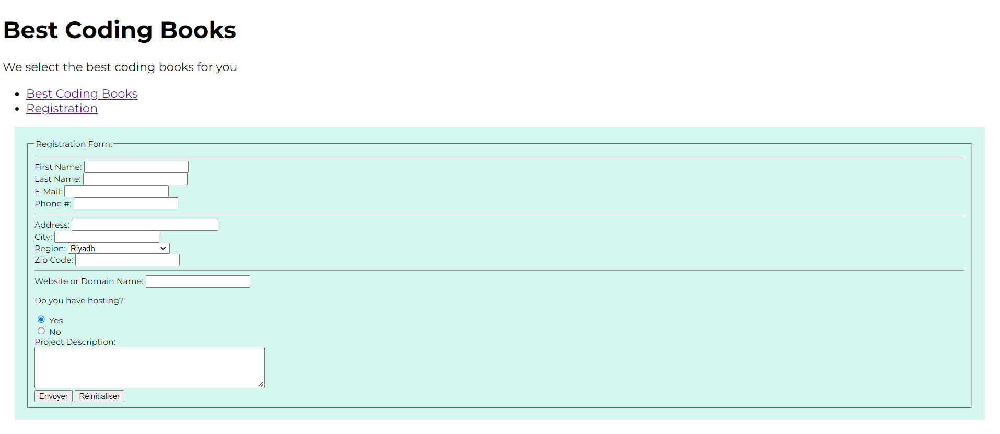 Best Coding Books
We select the best coding books for you
Best Coding Books
Registration
Registration Form:
First Name:
Last Name:
E-Mail:
Phone #:
Address:
City:
Region: Riyadh
Zip Code:
Website or Domain Name:
Do you have hosting?
Yes
No
Project Description:
Envoyer Réinitialiser